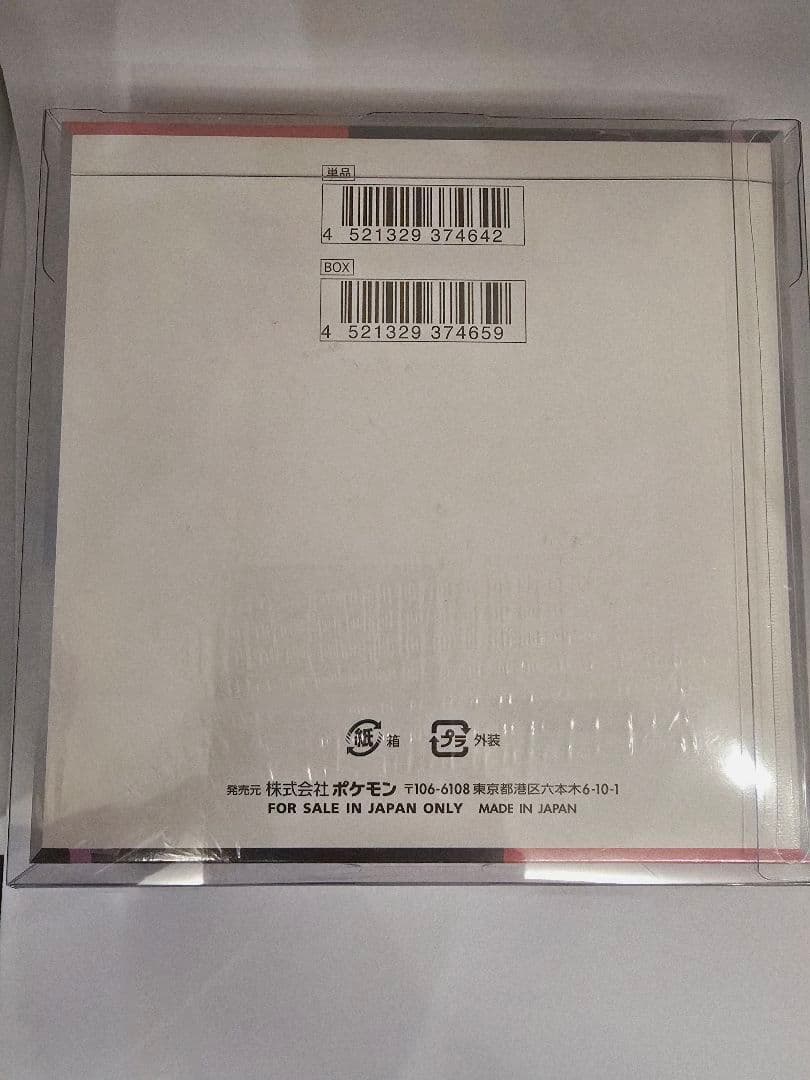 単品
4 521329 374642
BOX
4 521329 374659
紙 箱 プラ 外装
発売元 株式会社 ポケモン 〒106-6108 東京都港区六本木6-10-1
FOR SALE IN JAPAN ONLY MADE IN JAPAN